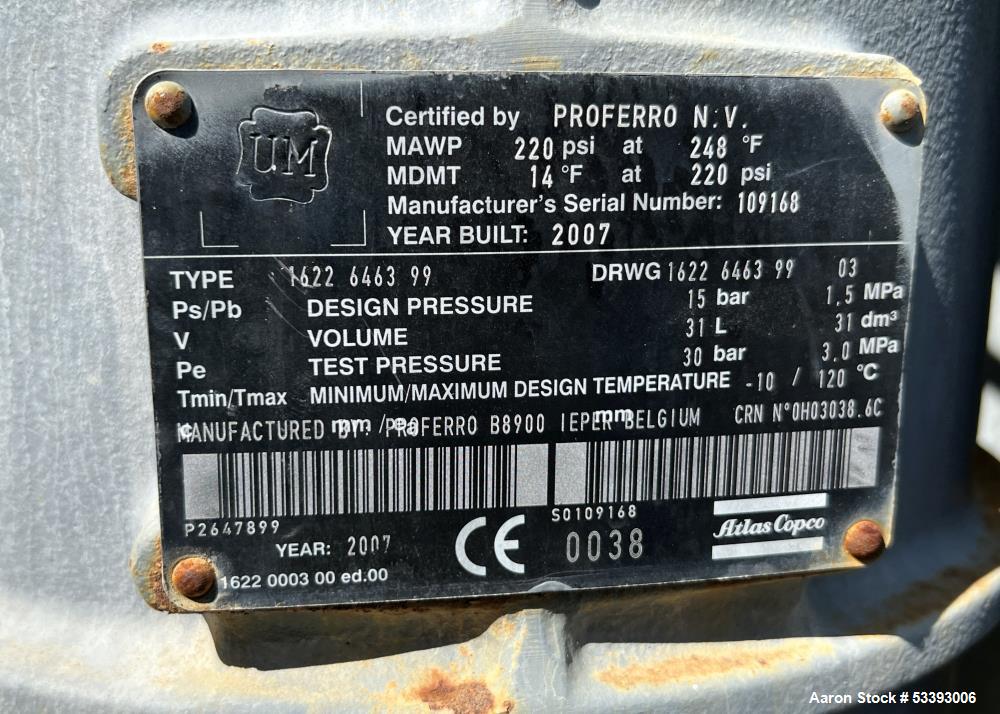 UM
Certified by PROFERRO N.V.
MAWP 220 psi at 248 °F
MDMT 14 °F at 220 psi
Manufacturer's Serial Number: 109168
YEAR BUILT: 2007
TYPE 1622 6463 99 DRWG 1622 6463 99 03
Ps/Pb DESIGN PRESSURE 15 bar 1,5 MPa
V VOLUME 31 L 31 dm³
Pe TEST PRESSURE 30 bar 3,0 MPa
Tmin/Tmax MINIMUM/MAXIMUM DESIGN TEMPERATURE -10 / 120 °C
MANUFACTURED BY: PROFERRO B8900 IEPER BELGIUM CRN N°0H03038.6C
mm / mm
P2647899 S0109168
YEAR: 2007 CE 0038 Atlas Copco
1622 0003 00 ed.00
Aaron Stock # 53393006